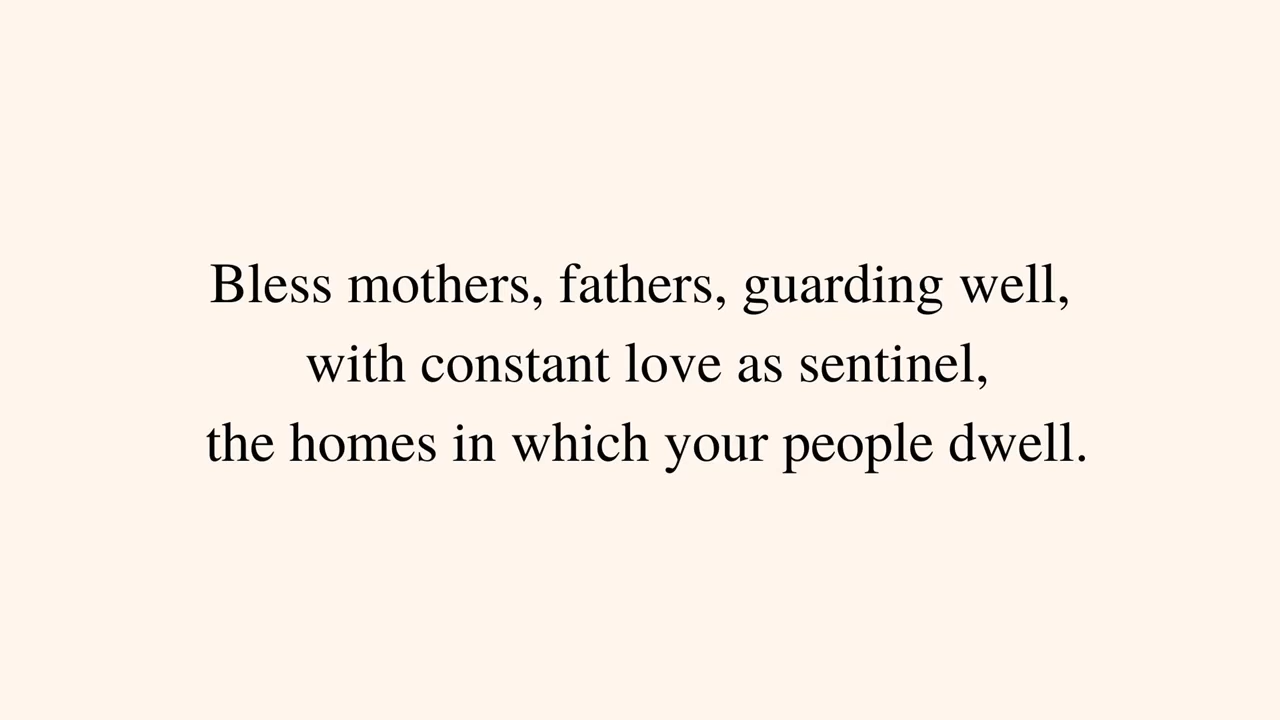 Bless mothers, fathers, guarding well,
with constant love as sentinel,
the homes in which your people dwell.